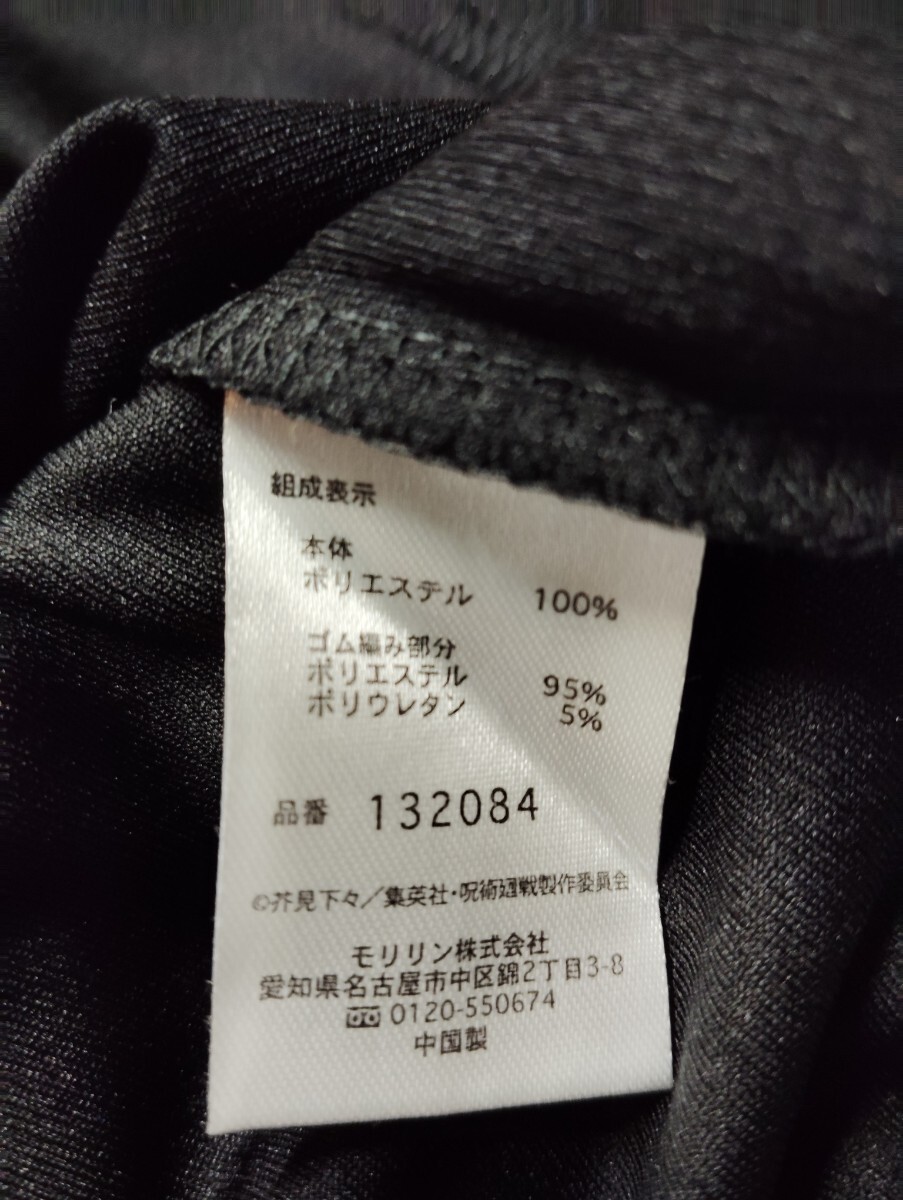 組成表示
本体
ポリエステル 100%
ゴム編み部分
ポリエステル 95%
ポリウレタン 5%
品番 132084
©芥見下々／集英社・呪術廻戦製作委員会
モリリン株式会社
愛知県名古屋市中区錦2丁目3-8
0120-550674
中国製